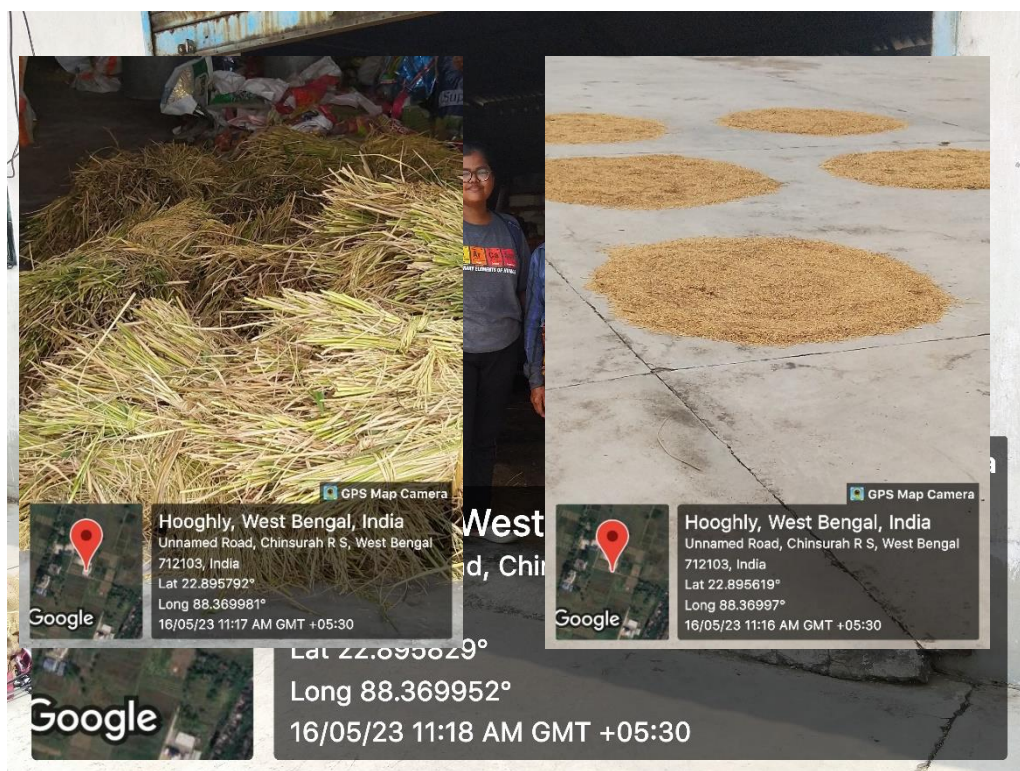 GPS Map Camera
Hooghly, West Bengal, India
Unnamed Road, Chinsurah R S, West Bengal
712103, India
Lat 22.895792°
Long 88.369981°
16/05/23 11:17 AM GMT +05:30
Google
GPS Map Camera
Hooghly, West Bengal, India
Unnamed Road, Chinsurah R S, West Bengal
712103, India
Lat 22.895619°
Long 88.36997°
16/05/23 11:16 AM GMT +05:30
Google
West
Lat 22.895829°
Long 88.369952°
16/05/23 11:18 AM GMT +05:30
Google